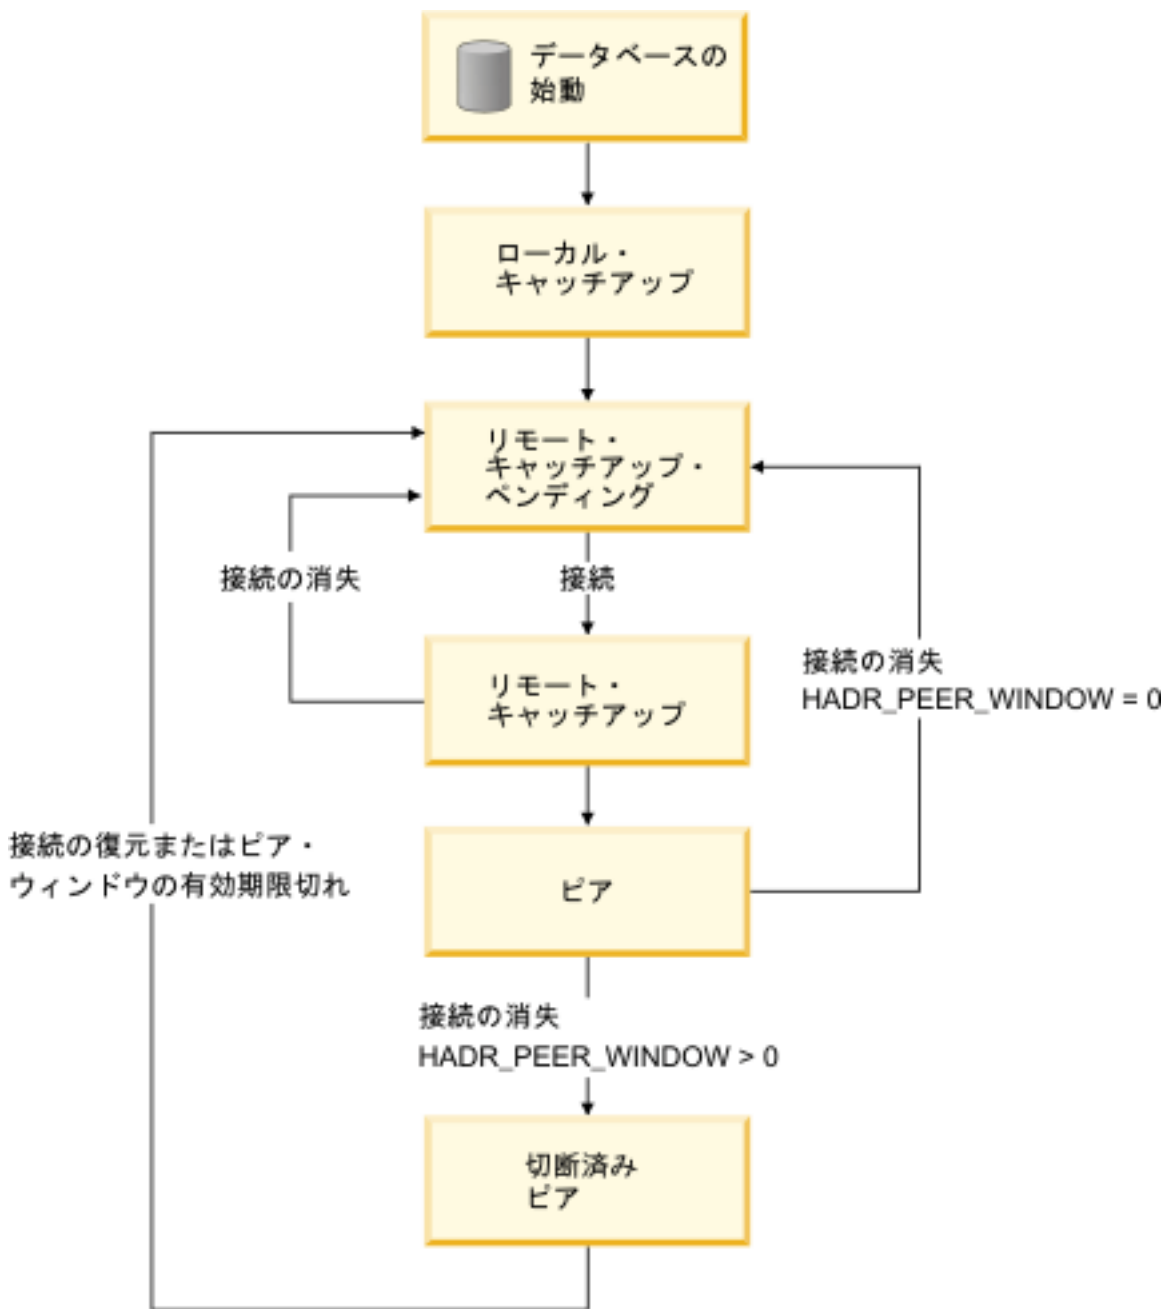 データベースの
始動
ローカル・
キャッチアップ
リモート・
キャッチアップ・
ペンディング
接続の消失
接続
リモート・
キャッチアップ
接続の消失
HADR_PEER_WINDOW = 0
接続の復元またはピア・
ウィンドウの有効期限切れ
ピア
接続の消失
HADR_PEER_WINDOW > 0
切断済み
ピア